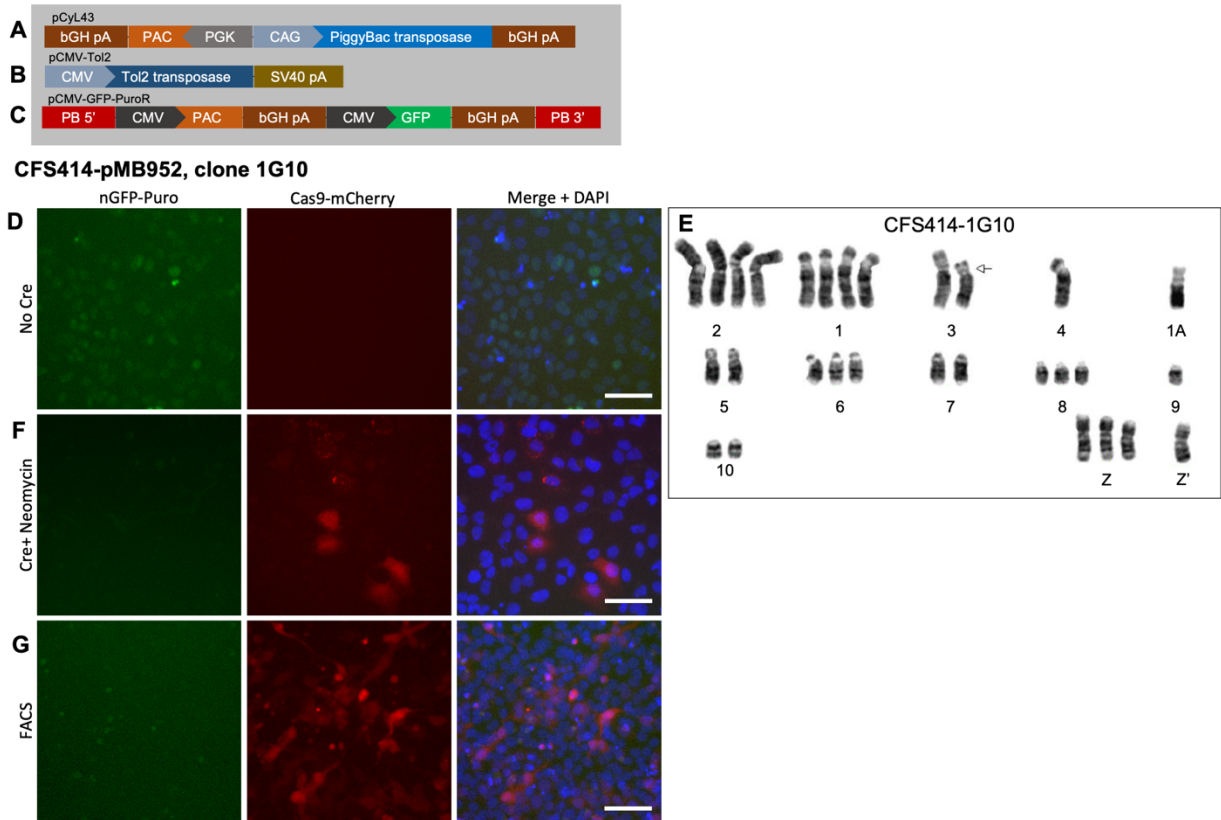 pCyL43
A bGH pA PAC PGK CAG PiggyBac transposase bGH pA
pCMV-Tol2
B CMV Tol2 transposase SV40 pA
pCMV-GFP-PuroR
C PB 5' CMV PAC bGH pA CMV GFP bGH pA PB 3'
CFS414-pMB952, clone 1G10
nGFP-Puro Cas9-mCherry Merge + DAPI
D
No Cre
F
Cre+ Neomycin
G
FACS
E CFS414-1G10
2 1 3 4 1A
5 6 7 8 9
10 Z Z'